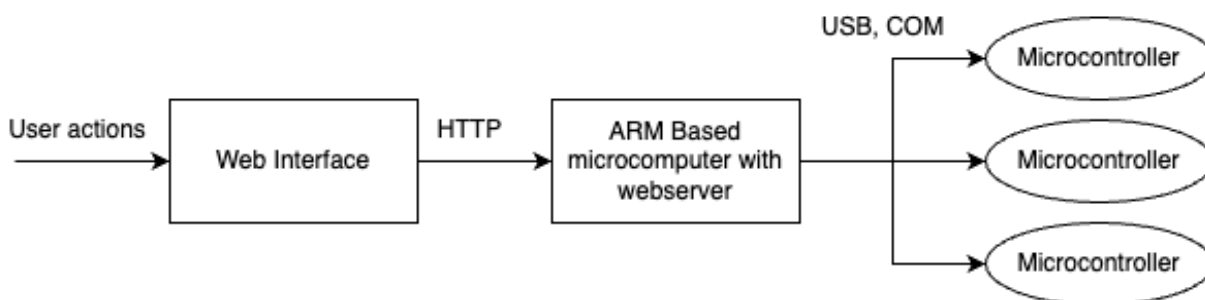 User actions
Web Interface
HTTP
ARM Based
microcomputer with
webserver
USB, COM
Microcontroller
Microcontroller
Microcontroller